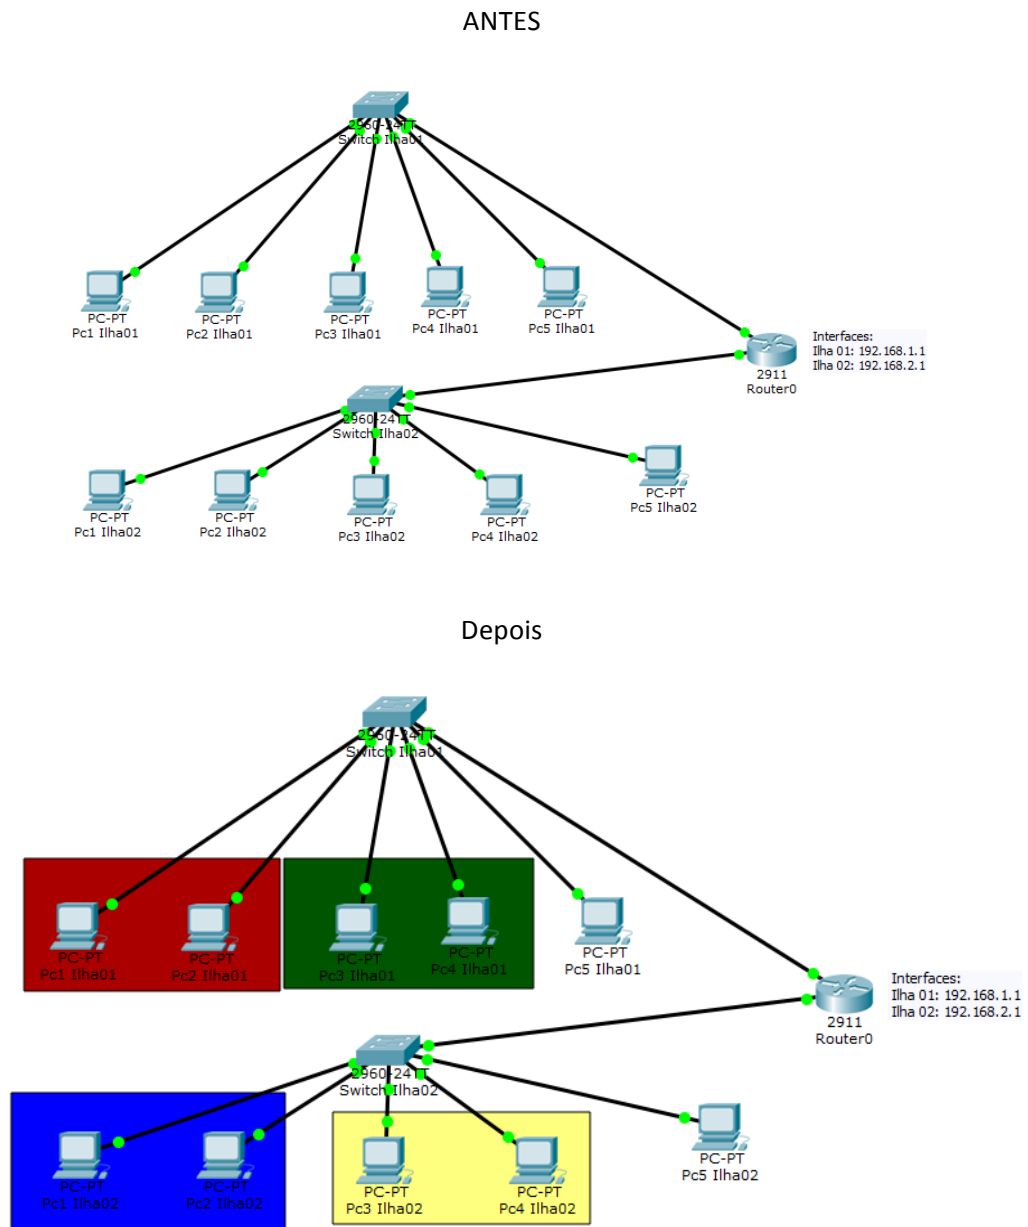 ANTES
2960-24TT
Switch Ilha01
PC-PT
Pc1 Ilha01
PC-PT
Pc2 Ilha01
PC-PT
Pc3 Ilha01
PC-PT
Pc4 Ilha01
PC-PT
Pc5 Ilha01
2911
Router0
Interfaces:
Ilha 01: 192.168.1.1
Ilha 02: 192.168.2.1
2960-24TT
Switch Ilha02
PC-PT
Pc1 Ilha02
PC-PT
Pc2 Ilha02
PC-PT
Pc3 Ilha02
PC-PT
Pc4 Ilha02
PC-PT
Pc5 Ilha02
Depois
2960-24TT
Switch Ilha01
PC-PT
Pc1 Ilha01
PC-PT
Pc2 Ilha01
PC-PT
Pc3 Ilha01
PC-PT
Pc4 Ilha01
PC-PT
Pc5 Ilha01
2911
Router0
Interfaces:
Ilha 01: 192.168.1.1
Ilha 02: 192.168.2.1
2960-24TT
Switch Ilha02
PC-PT
Pc1 Ilha02
PC-PT
Pc2 Ilha02
PC-PT
Pc3 Ilha02
PC-PT
Pc4 Ilha02
PC-PT
Pc5 Ilha02